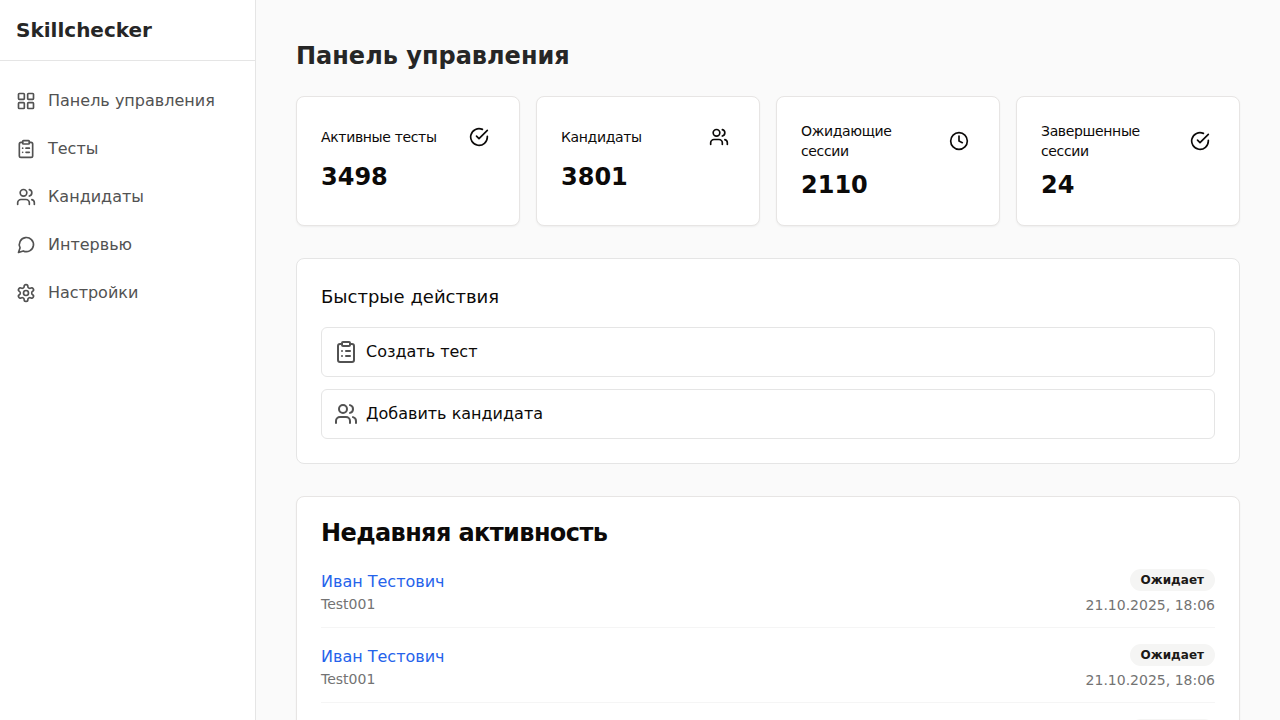 Skillchecker
Панель управления
Тесты
Кандидаты
Интервью
Настройки
Панель управления
Активные тесты
3498
Кандидаты
3801
Ожидающие
сессии
2110
Завершенные
сессии
24
Быстрые действия
Создать тест
Добавить кандидата
Недавняя активность
Иван Тестович
Ожидает
Test001
21.10.2025, 18:06
Иван Тестович
Ожидает
Test001
21.10.2025, 18:06